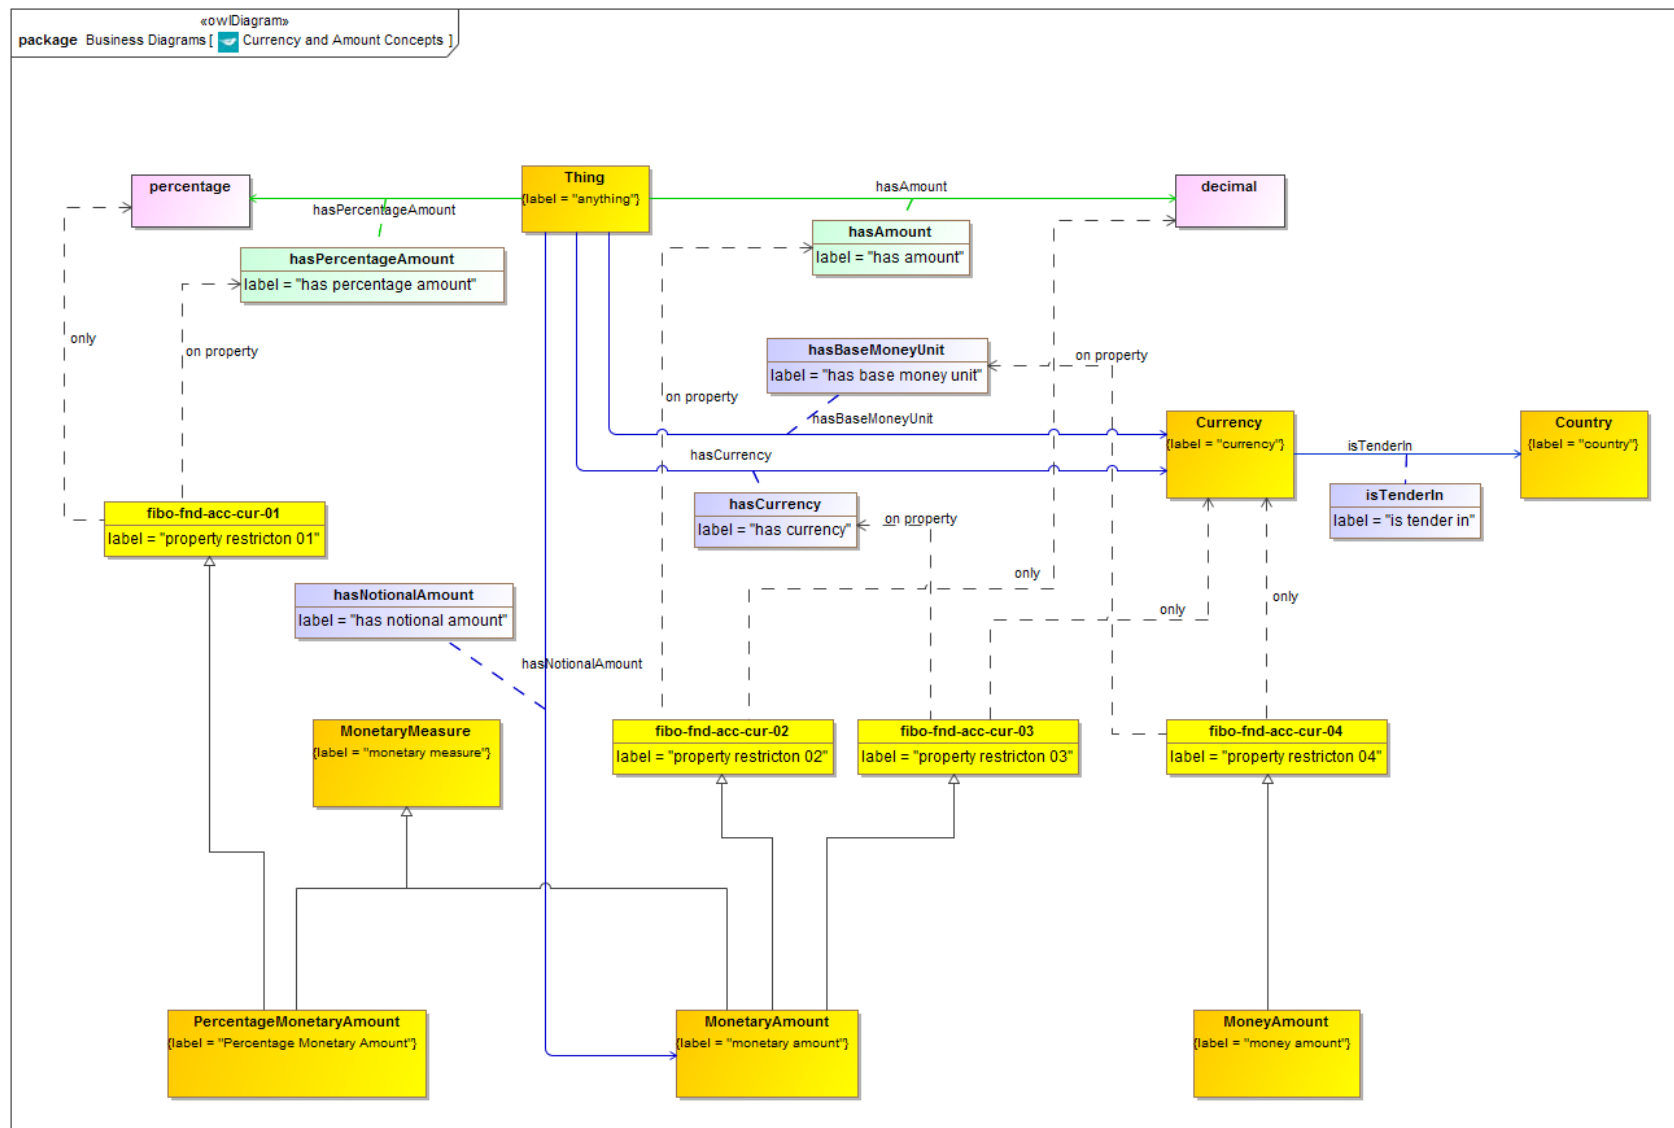 «owlDiagram»
package Business Diagrams [ Currency and Amount Concepts ]
percentage
Thing
{label = "anything"}
hasAmount
decimal
hasPercentageAmount
hasAmount
label = "has amount"
hasPercentageAmount
label = "has percentage amount"
only
on property
hasBaseMoneyUnit
label = "has base money unit"
on property
on property
hasBaseMoneyUnit
Currency
{label = "currency"}
Country
{label = "country"}
isTenderIn
hasCurrency
hasCurrency
label = "has currency"
on property
isTenderIn
label = "is tender in"
fibo-fnd-acc-cur-01
label = "property restricton 01"
only
only
only
hasNotionalAmount
label = "has notional amount"
hasNotionalAmount
MonetaryMeasure
{label = "monetary measure"}
fibo-fnd-acc-cur-02
label = "property restricton 02"
fibo-fnd-acc-cur-03
label = "property restricton 03"
fibo-fnd-acc-cur-04
label = "property restricton 04"
PercentageMonetaryAmount
{label = "Percentage Monetary Amount"}
MonetaryAmount
{label = "monetary amount"}
MoneyAmount
{label = "money amount"}